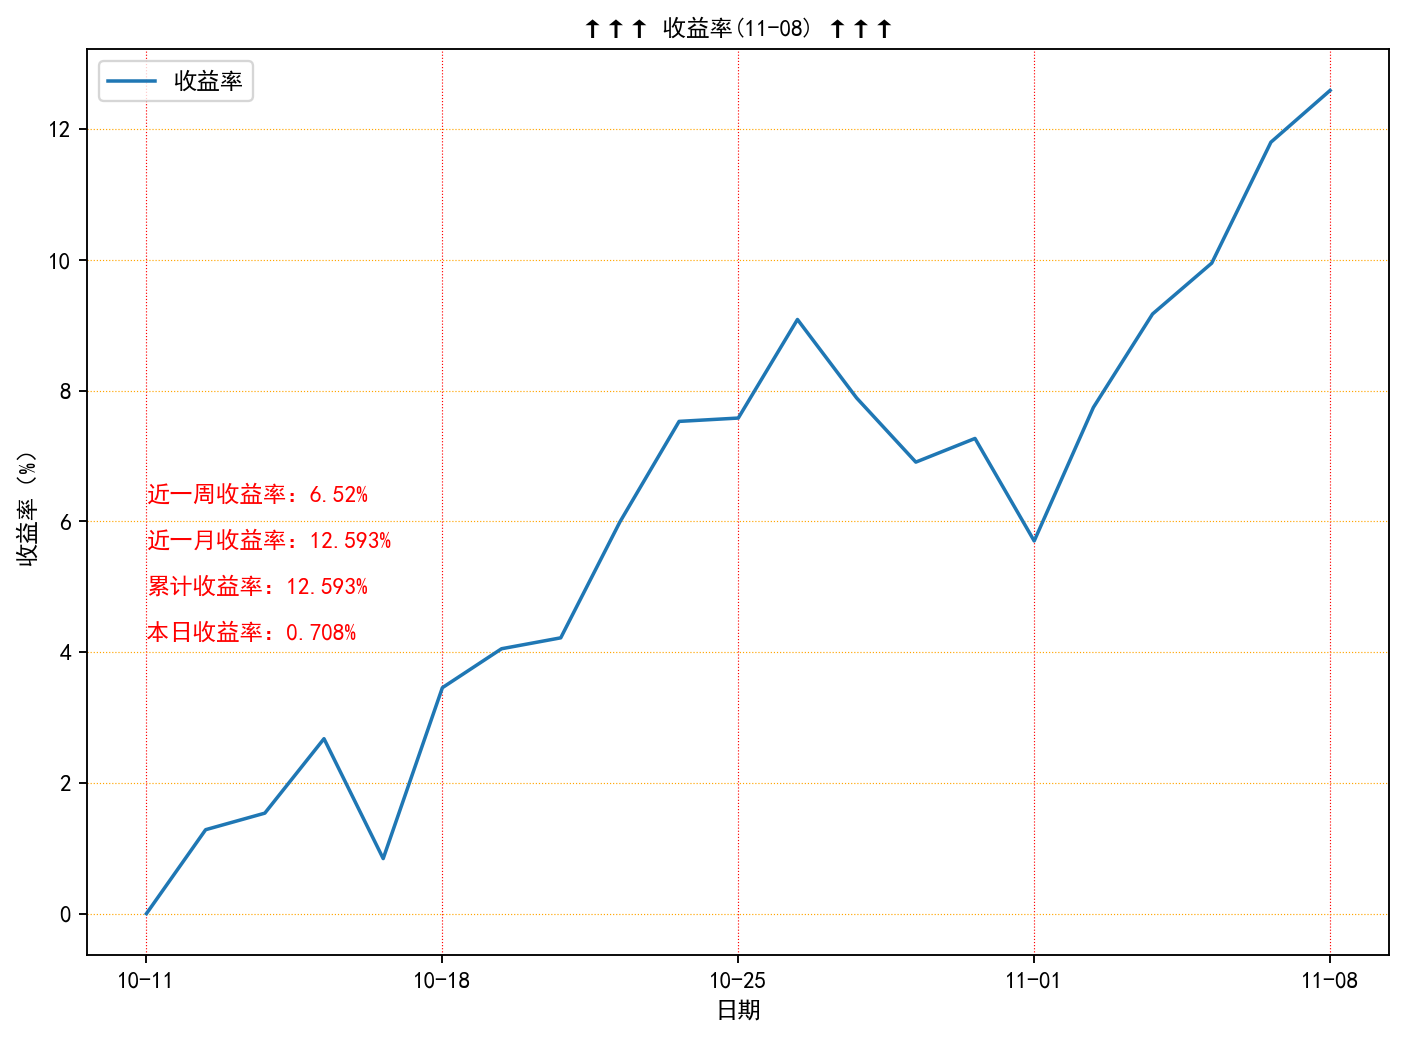 ↑↑↑ 收益率(11-08) ↑↑↑
收益率
12
10
8
6
4
2
0
收益率 (%)
近一周收益率：6.52%
近一月收益率：12.593%
累计收益率：12.593%
本日收益率：0.708%
10-11
10-18
10-25
11-01
11-08
日期